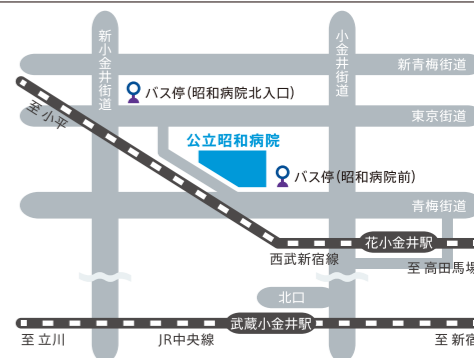 新小金井街道
小金井街道
新青梅街道
バス停(昭和病院北入口)
至 小平
東京街道
公立昭和病院
バス停(昭和病院前)
青梅街道
花小金井駅
西武新宿線
至 高田馬場
北口
武蔵小金井駅
至 立川
JR中央線
至 新宿